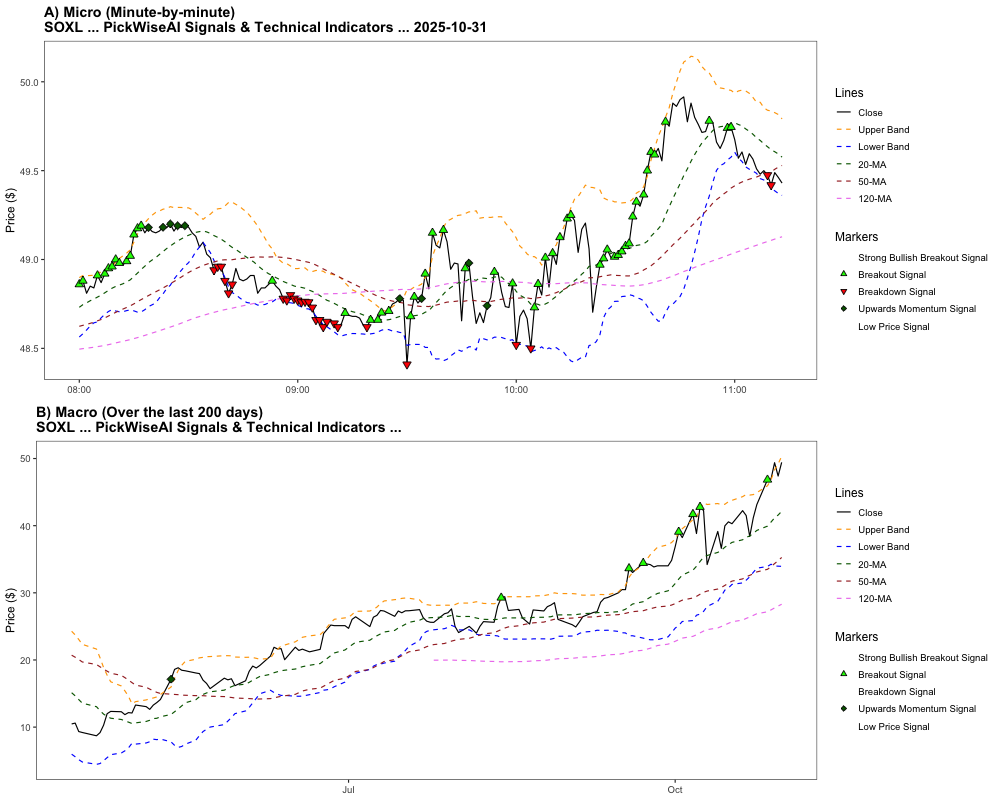 A) Micro (Minute-by-minute)
SOXL ... PickWiseAI Signals & Technical Indicators ... 2025-10-31
Price ($)
50.0
49.5
49.0
48.5
08:00
09:00
10:00
11:00
Lines
Close
Upper Band
Lower Band
20-MA
50-MA
120-MA
Markers
Strong Bullish Breakout Signal
Breakout Signal
Breakdown Signal
Upwards Momentum Signal
Low Price Signal
B) Macro (Over the last 200 days)
SOXL ... PickWiseAI Signals & Technical Indicators ...
Price ($)
50
40
30
20
10
Jul
Oct
Lines
Close
Upper Band
Lower Band
20-MA
50-MA
120-MA
Markers
Strong Bullish Breakout Signal
Breakout Signal
Breakdown Signal
Upwards Momentum Signal
Low Price Signal